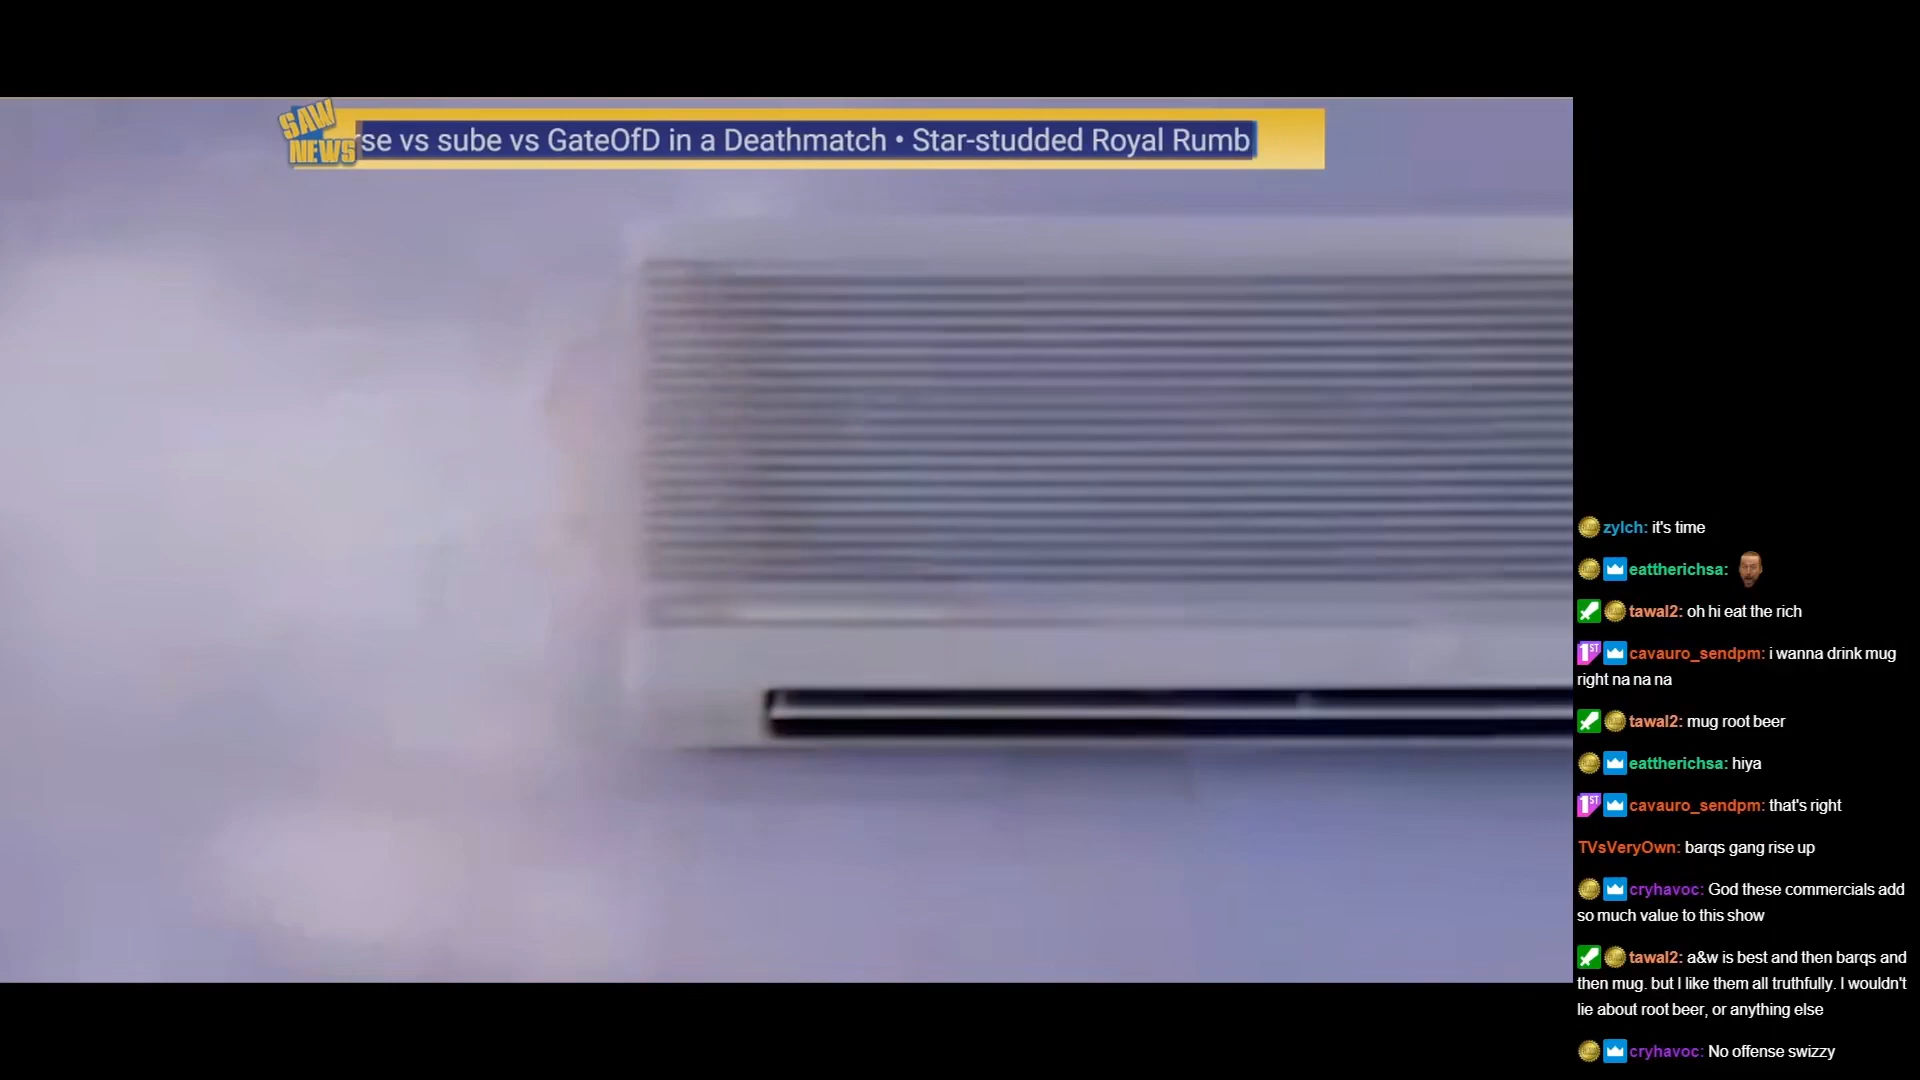 SAW
NEWS
rse vs sube vs GateOfD in a Deathmatch • Star-studded Royal Rumb
zylch: it's time
eattherichsa:
tawal2: oh hi eat the rich
1ST cavauro_sendpm: i wanna drink mug
right na na na
tawal2: mug root beer
eattherichsa: hiya
1ST cavauro_sendpm: that's right
TVsVeryOwn: barqs gang rise up
cryhavoc: God these commercials add
so much value to this show
tawal2: a&w is best and then barqs and
then mug. but I like them all truthfully. I wouldn't
lie about root beer, or anything else
cryhavoc: No offense swizzy